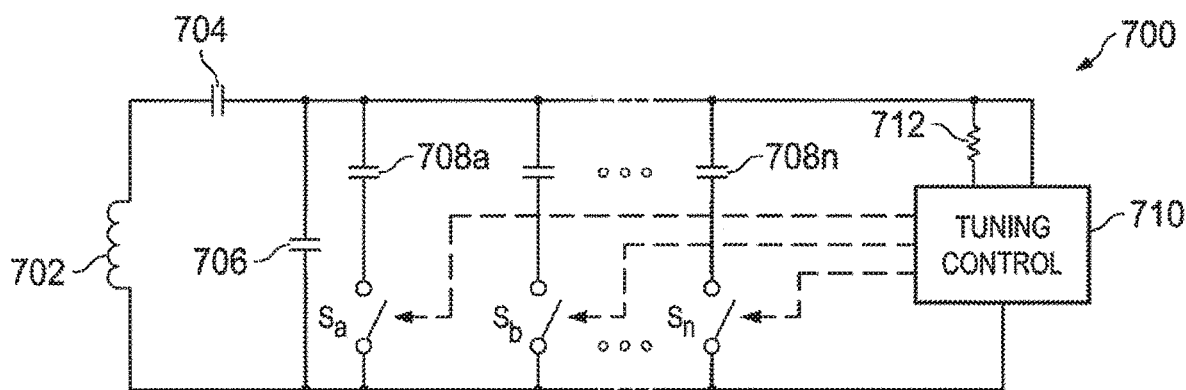 704
700
712
708a
708n
710
TUNING
CONTROL
702
706
Sa
Sb
Sn